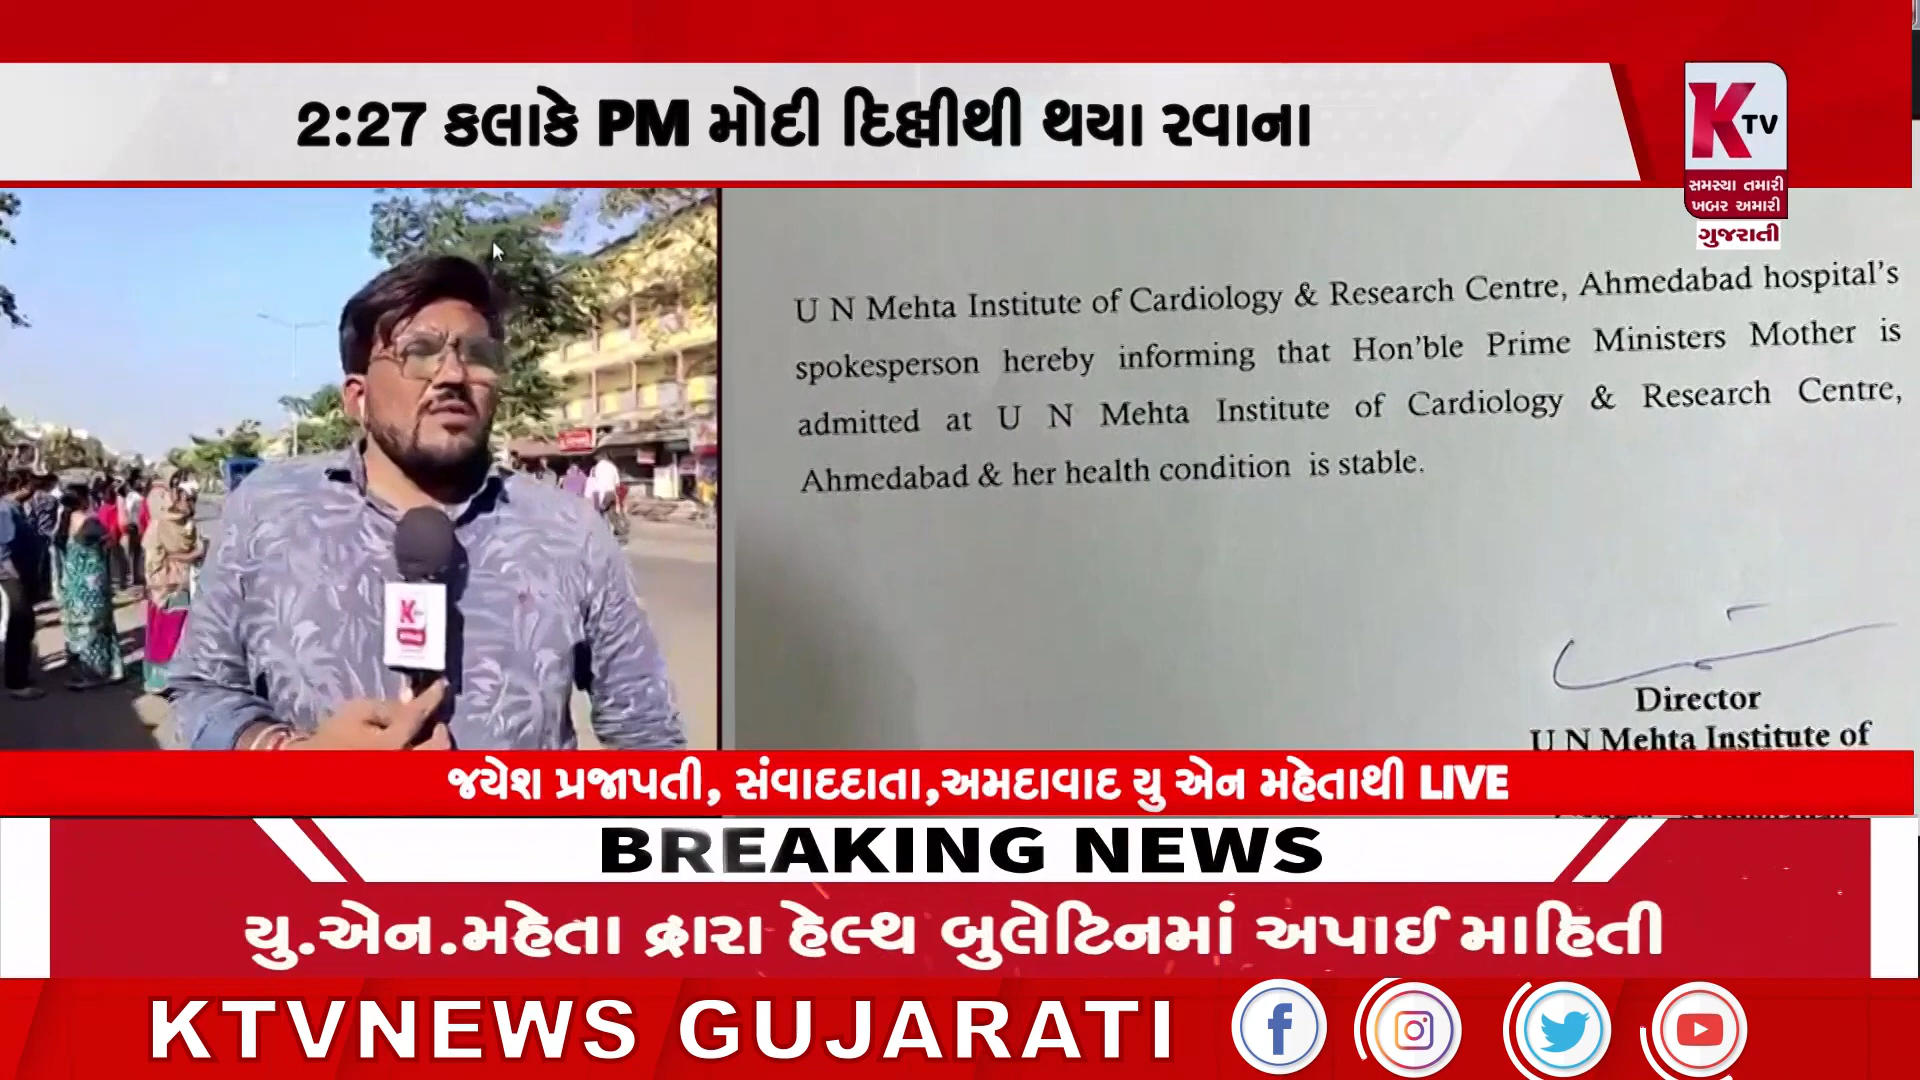 2:27 કલાકે PM મોદી દિલ્હીથી થયા રવાના
K TV
સમસ્યા તમારી
ખબર અમારી
ગુજરાતી
U N Mehta Institute of Cardiology & Research Centre, Ahmedabad hospital's
spokesperson hereby informing that Hon'ble Prime Ministers Mother is
admitted at U N Mehta Institute of Cardiology & Research Centre,
Ahmedabad & her health condition is stable.
Director
U N Mehta Institute of
જયેશ પ્રજાપતી, સંવાદદાતા,અમદાવાદ યુ એન મહેતાથી LIVE
BREAKING NEWS
યુ.એન.મહેતા દ્વારા હેલ્થ બુલેટિનમાં અપાઈ માહિતી
KTVNEWS GUJARATI